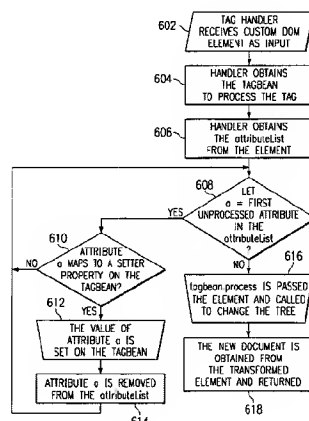 602
TAG HANDLER
RECEIVES CUSTOM DOM
ELEMENT AS INPUT
604
HANDLER OBTAINS
THE TAGBEAN
TO PROCESS THE TAG
606
HANDLER OBTAINS
THE attributeList
FROM THE ELEMENT
608
LET
a = FIRST
UNPROCESSED ATTRIBUTE
IN THE
attributeList
?
YES
NO
610
ATTRIBUTE
a MAPS TO A SETTER
PROPERTY ON THE
TAGBEAN?
NO
YES
612
THE VALUE OF
ATTRIBUTE a IS
SET ON THE TAGBEAN
ATTRIBUTE a IS REMOVED
FROM THE attributeList
614
616
tagbean.process IS PASSED
THE ELEMENT AND CALLED
TO CHANGE THE TREE
THE NEW DOCUMENT IS
OBTAINED FROM
THE TRANSFORMED
ELEMENT AND RETURNED
618